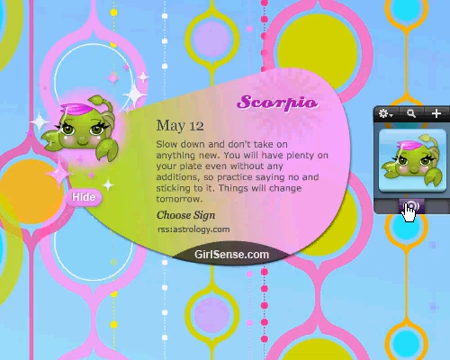 Scorpio
May 12
Slow down and don't take on
anything new. You will have plenty on
your plate even without any
additions, so practice saying no and
sticking to it. Things will change
tomorrow.
Choose Sign
rss:astrology.com
Hide
GirlSense.com